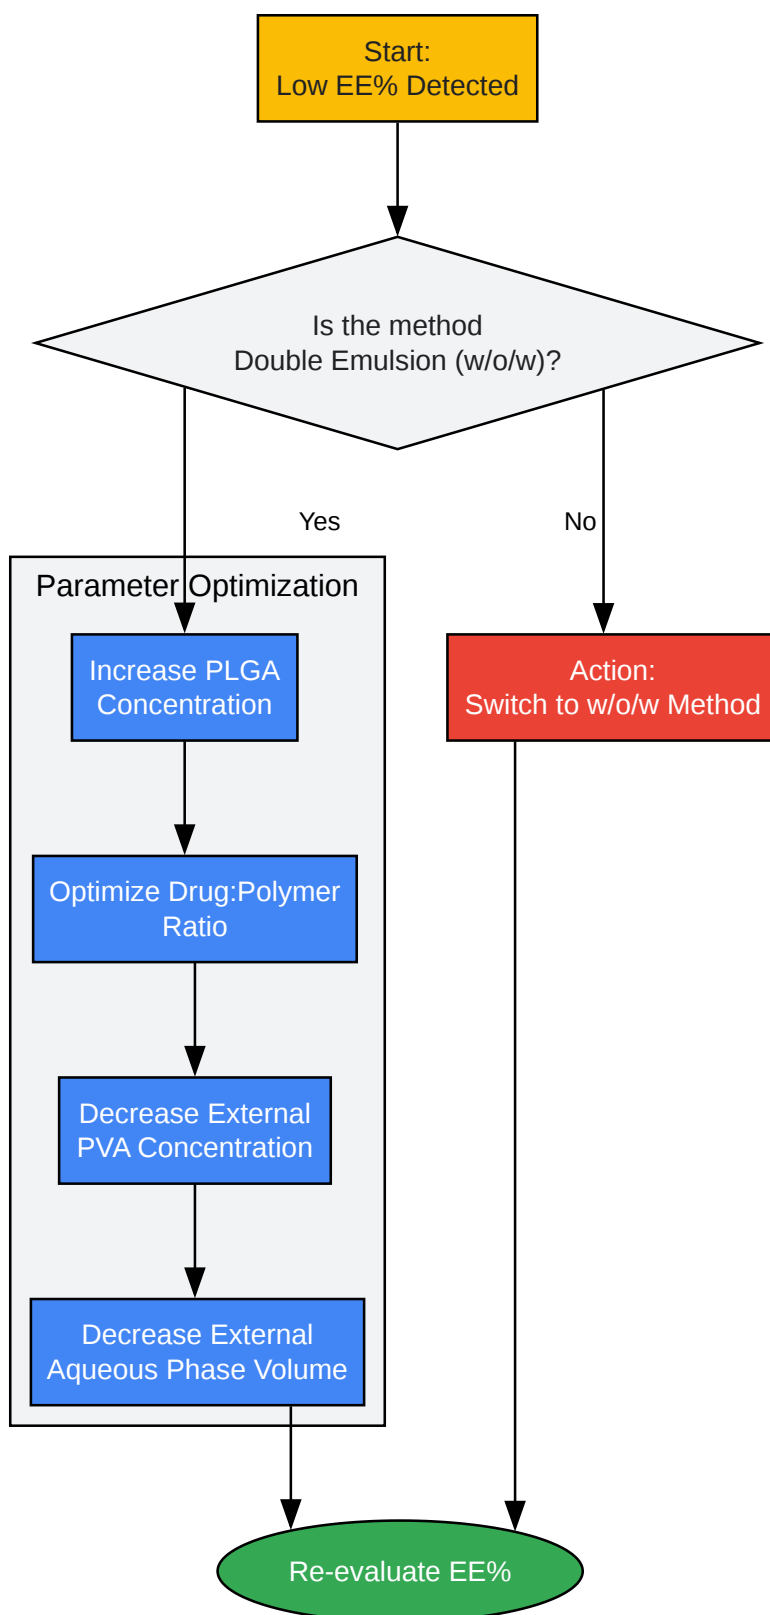 Start:
Low EE% Detected
Is the method
Double Emulsion (w/o/w)?
Yes
No
Parameter Optimization
Increase PLGA
Concentration
Action:
Switch to w/o/w Method
Optimize Drug:Polymer
Ratio
Decrease External
PVA Concentration
Decrease External
Aqueous Phase Volume
Re-evaluate EE%